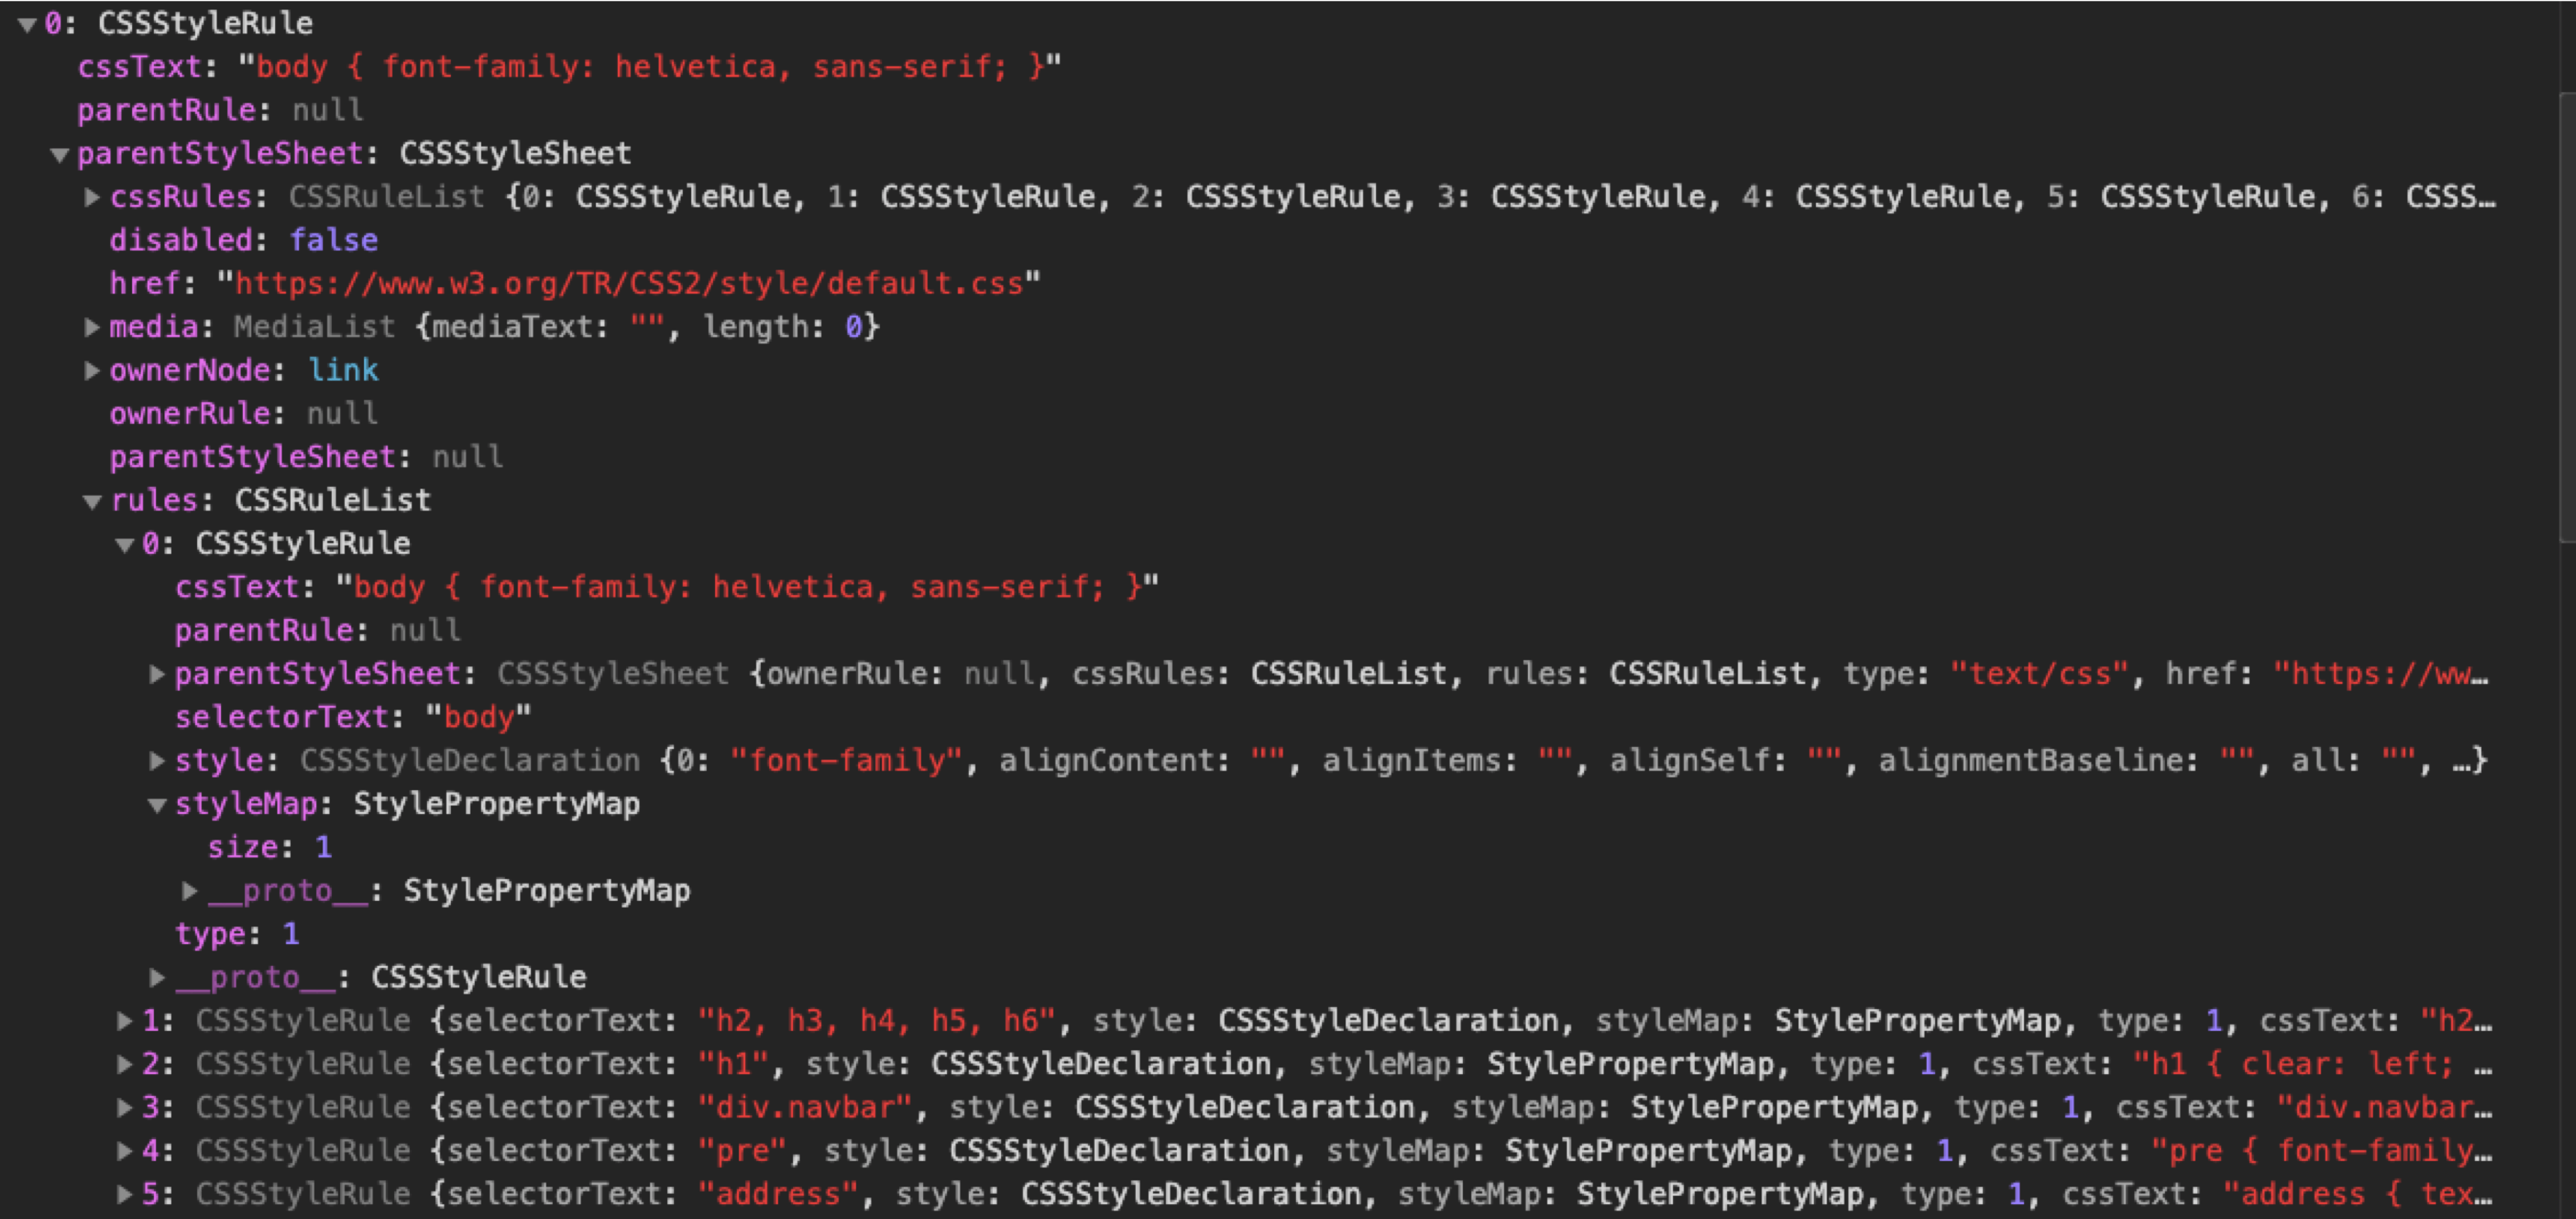 ▼0: CSSStyleRule
cssText: "body { font-family: helvetica, sans-serif; }"
parentRule: null
▼parentStyleSheet: CSSStyleSheet
▶cssRules: CSSRuleList {0: CSSStyleRule, 1: CSSStyleRule, 2: CSSStyleRule, 3: CSSStyleRule, 4: CSSStyleRule, 5: CSSStyleRule, 6: CSSS…
disabled: false
href: "https://www.w3.org/TR/CSS2/style/default.css"
▶media: MediaList {mediaText: "", length: 0}
▶ownerNode: link
ownerRule: null
parentStyleSheet: null
▼rules: CSSRuleList
▼0: CSSStyleRule
cssText: "body { font-family: helvetica, sans-serif; }"
parentRule: null
▶parentStyleSheet: CSSStyleSheet {ownerRule: null, cssRules: CSSRuleList, rules: CSSRuleList, type: "text/css", href: "https://ww…
selectorText: "body"
▶style: CSSStyleDeclaration {0: "font-family", alignContent: "", alignItems: "", alignSelf: "", alignmentBaseline: "", all: "", …}
▼styleMap: StylePropertyMap
size: 1
▶__proto__: StylePropertyMap
type: 1
▶__proto__: CSSStyleRule
▶1: CSSStyleRule {selectorText: "h2, h3, h4, h5, h6", style: CSSStyleDeclaration, styleMap: StylePropertyMap, type: 1, cssText: "h2…
▶2: CSSStyleRule {selectorText: "h1", style: CSSStyleDeclaration, styleMap: StylePropertyMap, type: 1, cssText: "h1 { clear: left; …
▶3: CSSStyleRule {selectorText: "div.navbar", style: CSSStyleDeclaration, styleMap: StylePropertyMap, type: 1, cssText: "div.navbar…
▶4: CSSStyleRule {selectorText: "pre", style: CSSStyleDeclaration, styleMap: StylePropertyMap, type: 1, cssText: "pre { font-family…
▶5: CSSStyleRule {selectorText: "address", style: CSSStyleDeclaration, styleMap: StylePropertyMap, type: 1, cssText: "address { tex…